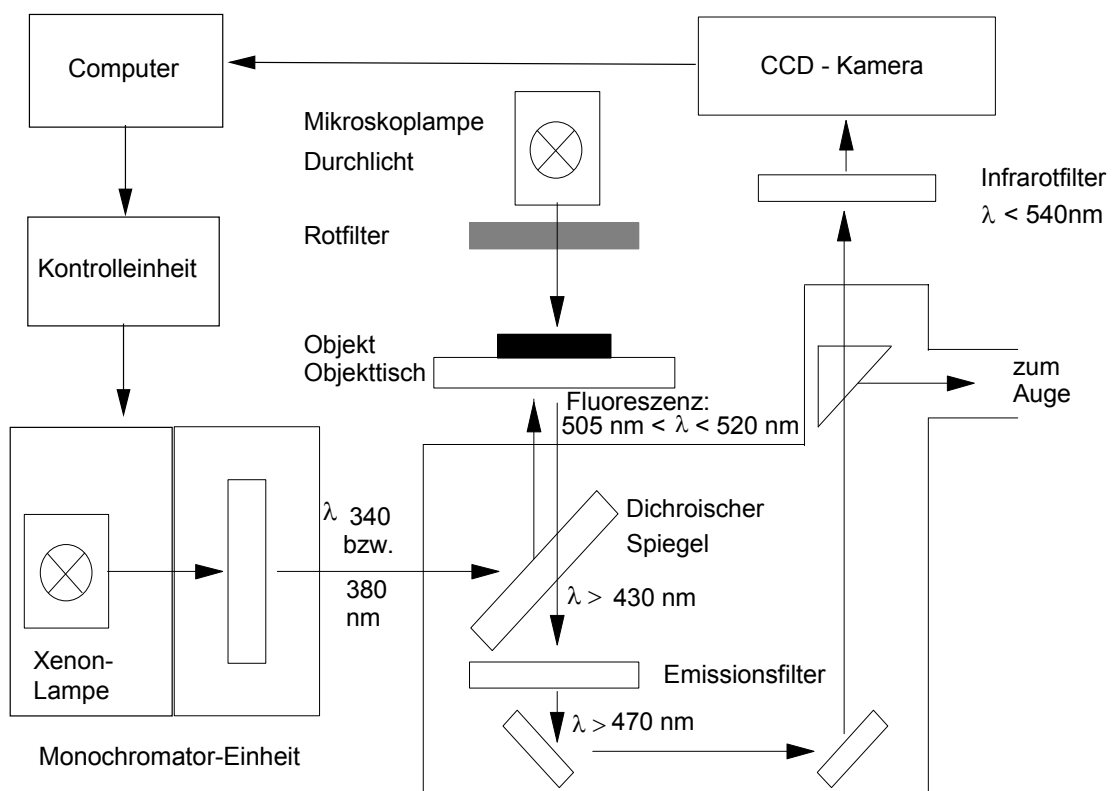 Computer
CCD - Kamera
Mikroskoplampe
Durchlicht
Infrarotfilter
λ < 540nm
Rotfilter
Kontrolleinheit
Objekt
Objekttisch
zum
Auge
Fluoreszenz:
505 nm < λ < 520 nm
λ 340
bzw.
380
nm
Dichroischer
Spiegel
λ > 430 nm
Xenon-
Lampe
Emissionsfilter
λ > 470 nm
Monochromator-Einheit